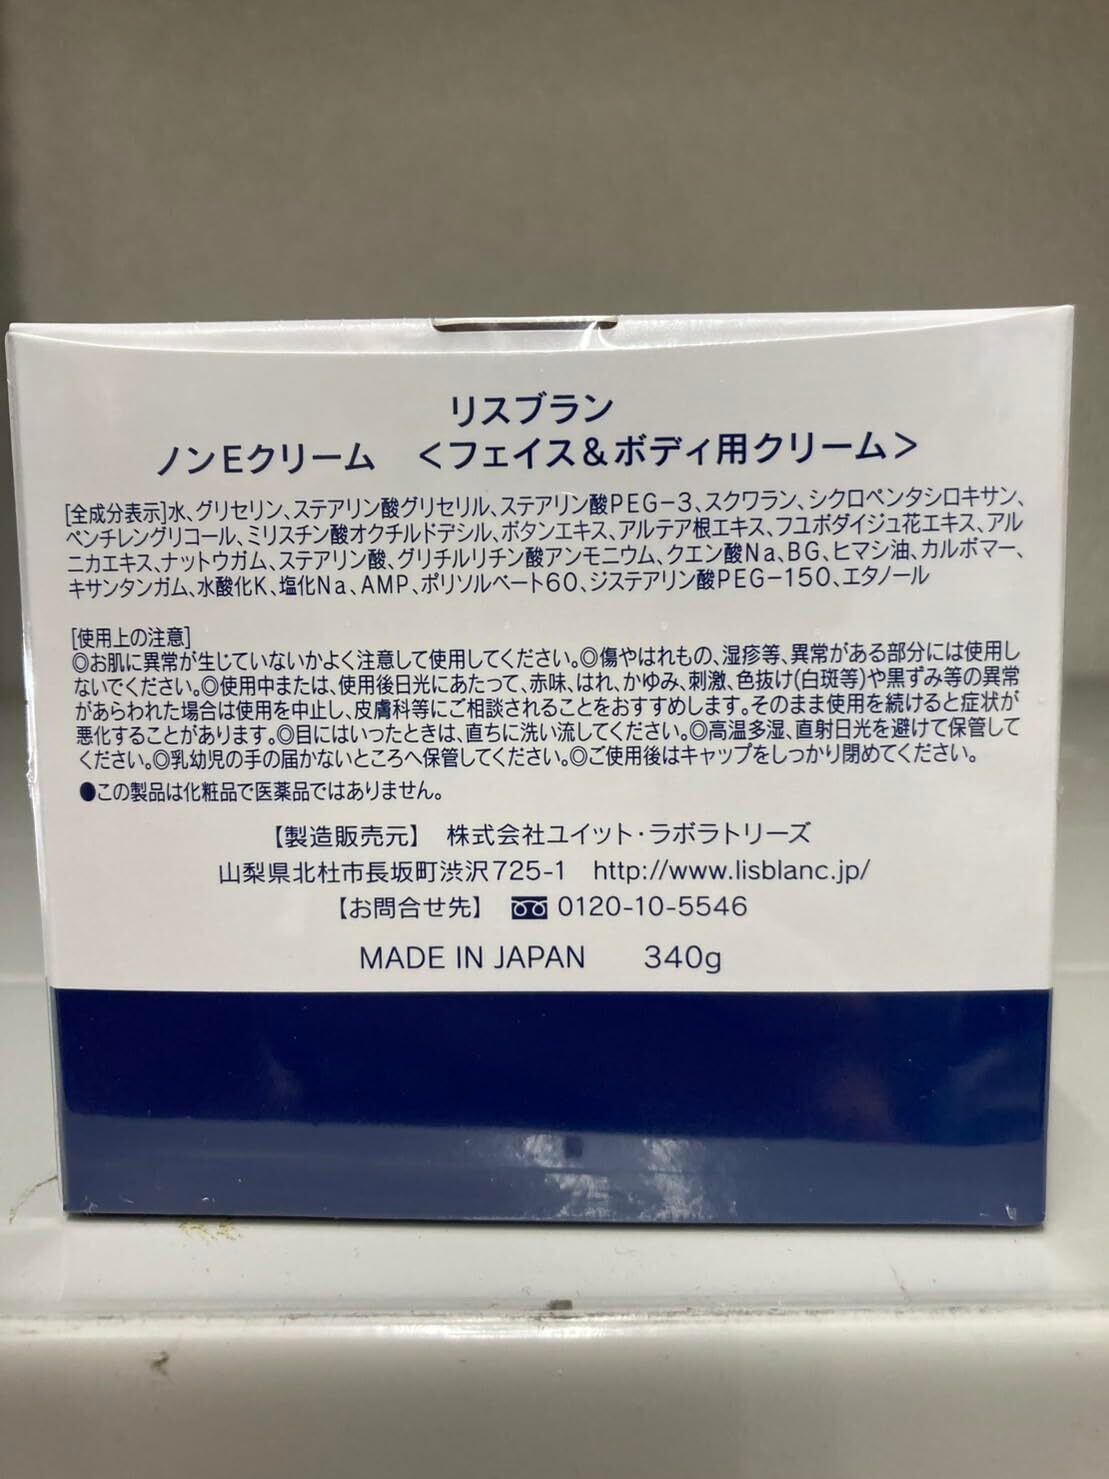 リスブラン
ノンEクリーム <フェイス&ボディ用クリーム>
[全成分表示]水、グリセリン、ステアリン酸グリセリル、ステアリン酸PEG-3、スクワラン、シクロペンタシロキサン、
ペンチレングリコール、ミリスチン酸オクチルドデシル、ボタンエキス、アルテア根エキス、フユボダイジュ花エキス、アル
ニカエキス、ナットウガム、ステアリン酸、グリチルリチン酸アンモニウム、クエン酸Na、BG、ヒマシ油、カルボマー、
キサンタンガム、水酸化K、塩化Na、AMP、ポリソルベート60、ジステアリン酸PEG-150、エタノール
[使用上の注意]
◎お肌に異常が生じていないかよく注意して使用してください。◎傷やはれもの、湿疹等、異常がある部分には使用し
ないでください。◎使用中または、使用後日光にあたって、赤味、はれ、かゆみ、刺激、色抜け(白斑等)や黒ずみ等の異常
があらわれた場合は使用を中止し、皮膚科等にご相談されることをおすすめします。そのまま使用を続けると症状が
悪化することがあります。◎目にはいったときは、直ちに洗い流してください。◎高温多湿、直射日光を避けて保管して
ください。◎乳幼児の手の届かないところへ保管してください。◎ご使用後はキャップをしっかり閉めてください。
●この製品は化粧品で医薬品ではありません。
【製造販売元】 株式会社ユイット・ラボラトリーズ
山梨県北杜市長坂町渋沢725-1 http://www.lisblanc.jp/
【お問合せ先】 0120-10-5546
MADE IN JAPAN 340g